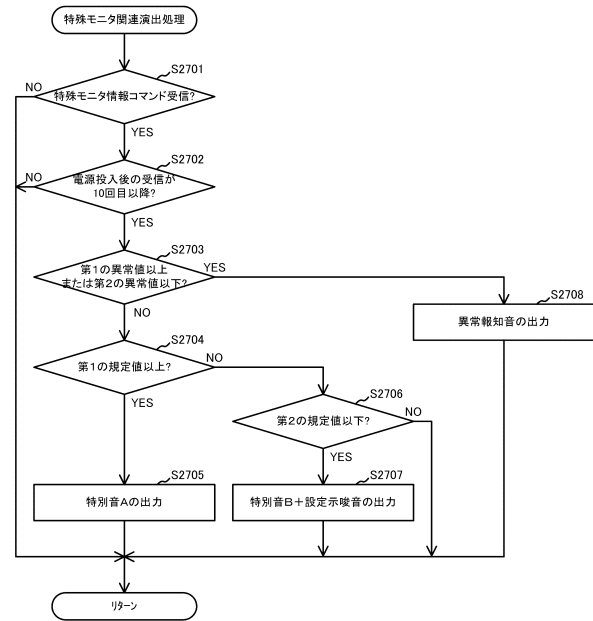 特殊モニタ関連演出処理
S2701
NO
特殊モニタ情報コマンド受信?
YES
S2702
NO
電源投入後の受信が
10回目以降?
YES
S2703
第1の異常値以上
または第2の異常値以下?
YES
NO
S2708
異常報知音の出力
S2704
第1の規定値以上?
NO
YES
S2706
第2の規定値以下?
NO
YES
S2705
特別音Aの出力
S2707
特別音B+設定示唆音の出力
リターン